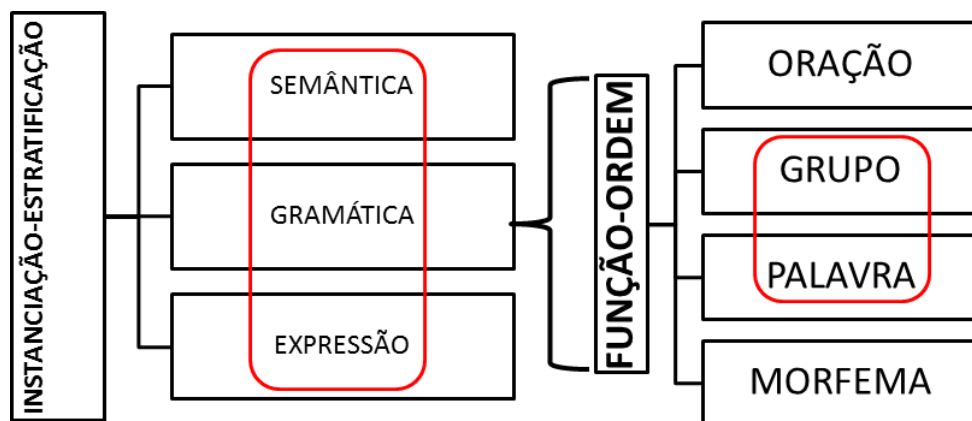 INSTANCIAÇÃO-ESTRATIFICAÇÃO
SEMÂNTICA
GRAMÁTICA
EXPRESSÃO
FUNÇÃO-ORDEM
ORAÇÃO
GRUPO
PALAVRA
MORFEMA